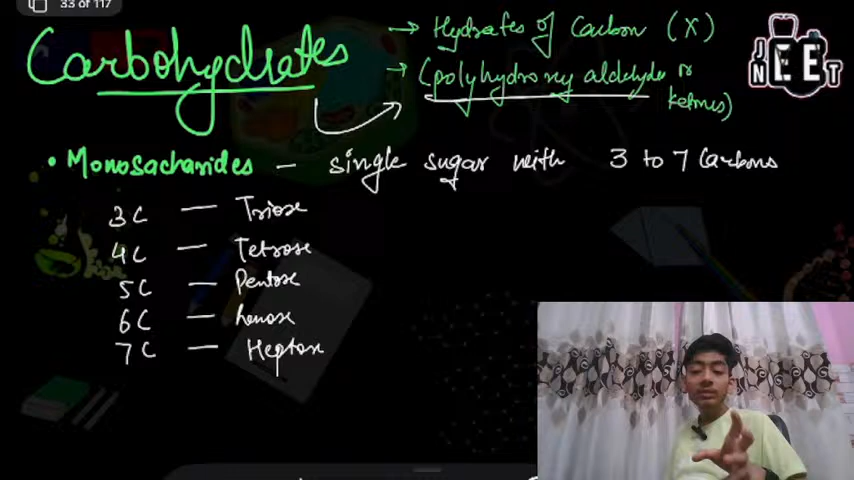 33 of 117
Carbohydrates
→ Hydrates of Carbon (X)
→ (polyhydroxy aldehyde or
ketones)
JNEET
• Monosacharides — single sugar with 3 to 7 Carbons
3C — Triose
4C — Tetrose
5C — Pentose
6C — hexose
7C — Heptose